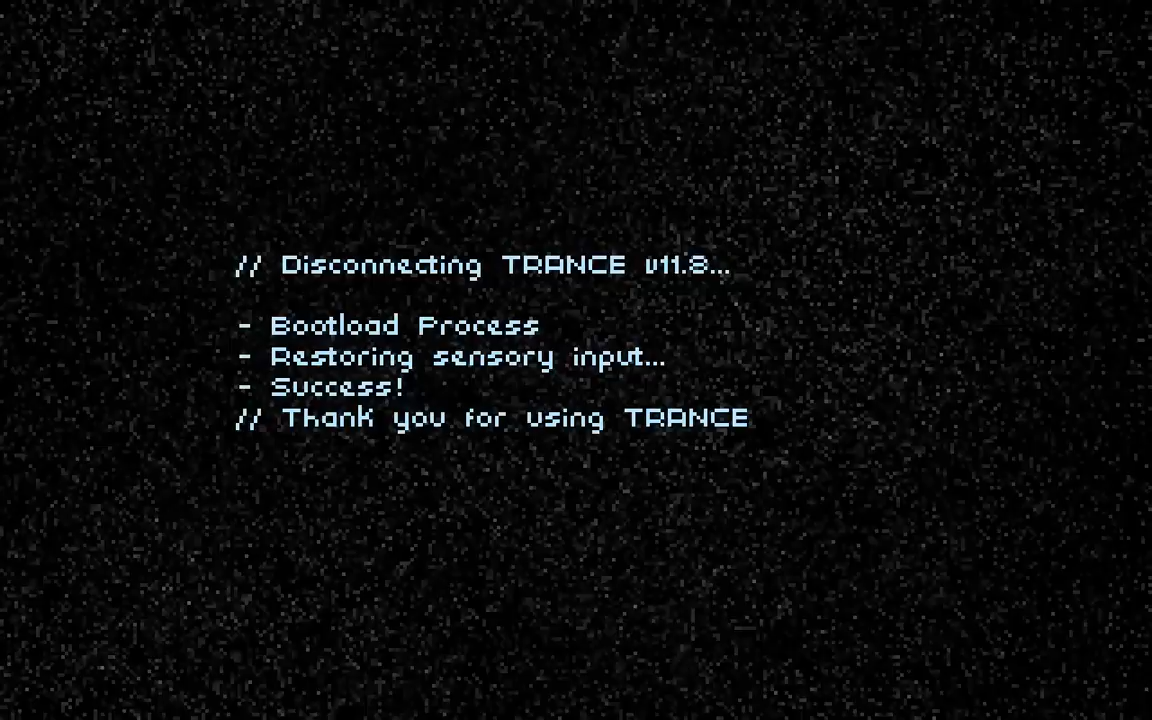 // Disconnecting TRANCE v11.8...
- Bootload Process
- Restoring sensory input...
- Success!
// Thank you for using TRANCE